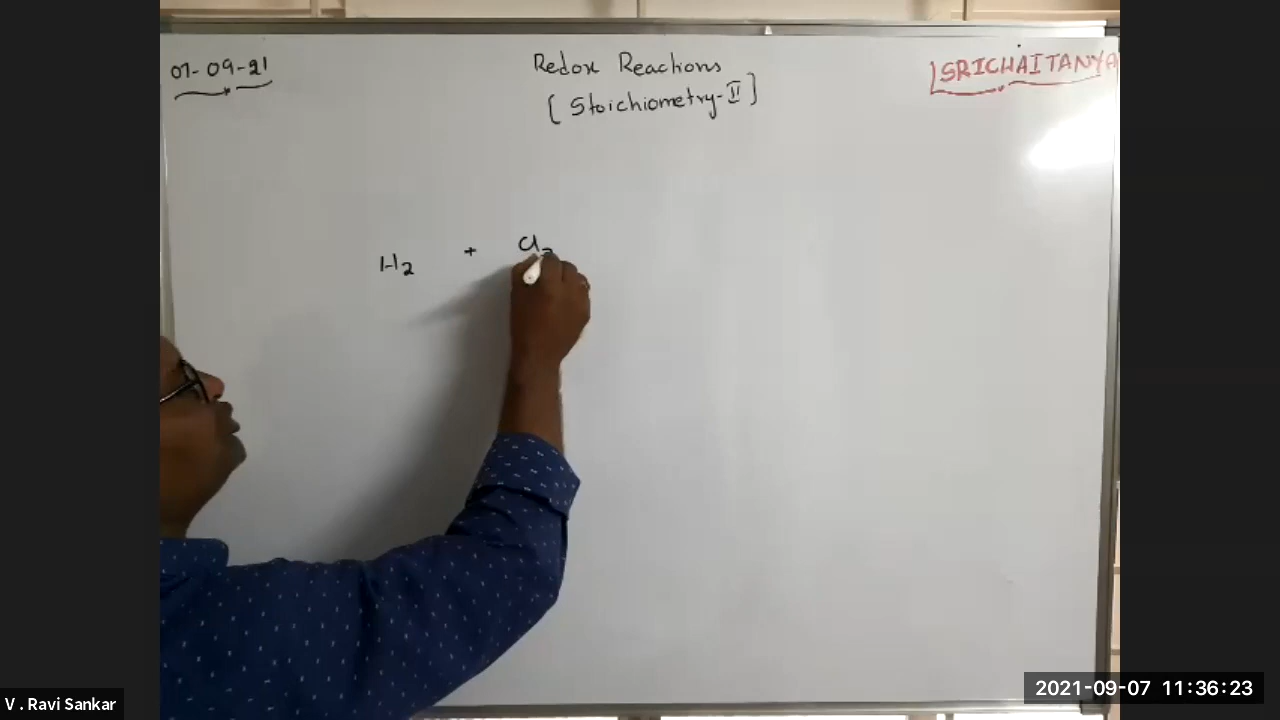 07-09-21
Redox Reactions
[Stoichiometry-II]
SRICHAITANYA
H2 + Cl2
V . Ravi Sankar
2021-09-07 11:36:23